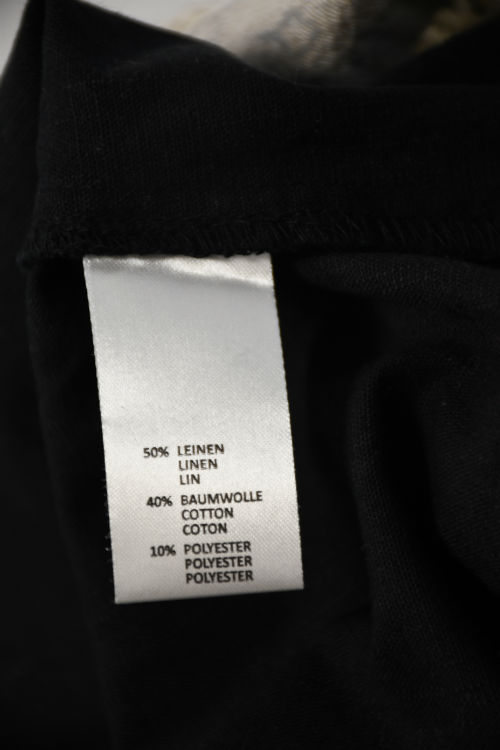 50% LEINEN
LINEN
LIN
40% BAUMWOLLE
COTTON
COTON
10% POLYESTER
POLYESTER
POLYESTER